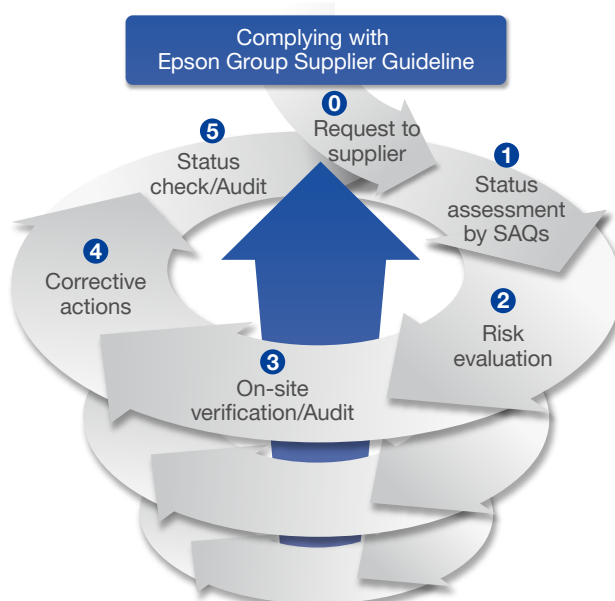 Complying with
Epson Group Supplier Guideline
0
Request to
supplier
1
Status
assessment
by SAQs
2
Risk
evaluation
3
On-site
verification/Audit
4
Corrective
actions
5
Status
check/Audit